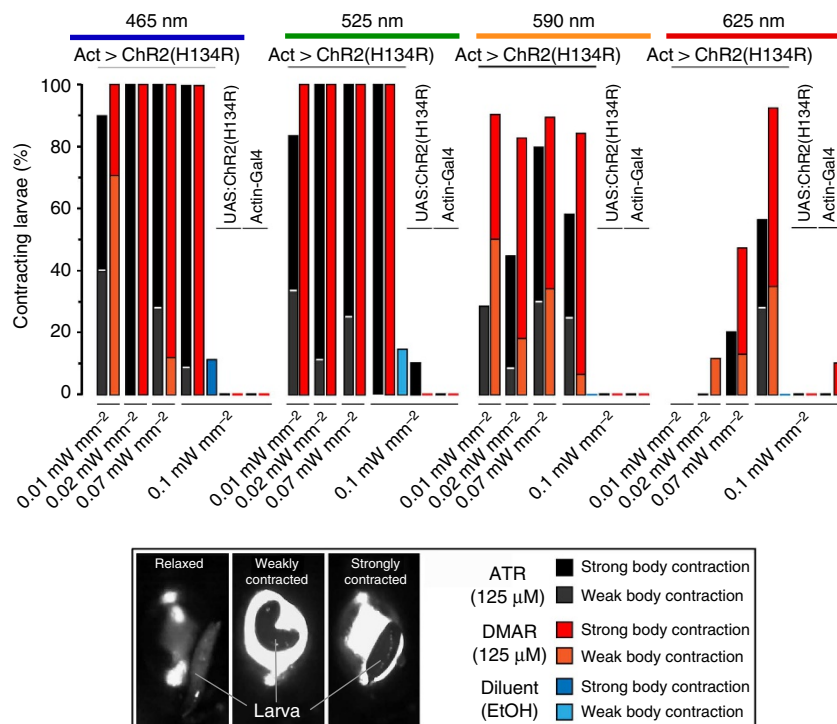 465 nm
525 nm
590 nm
625 nm
Act > ChR2(H134R)
Act > ChR2(H134R)
Act > ChR2(H134R)
Act > ChR2(H134R)
UAS:ChR2(H134R)
Actin-Gal4
UAS:ChR2(H134R)
Actin-Gal4
UAS:ChR2(H134R)
Actin-Gal4
UAS:ChR2(H134R)
Actin-Gal4
Contracting larvae (%)
100
80
60
40
20
0
0.01 mW mm⁻²
0.02 mW mm⁻²
0.07 mW mm⁻²
0.1 mW mm⁻²
0.01 mW mm⁻²
0.02 mW mm⁻²
0.07 mW mm⁻²
0.1 mW mm⁻²
0.01 mW mm⁻²
0.02 mW mm⁻²
0.07 mW mm⁻²
0.1 mW mm⁻²
0.01 mW mm⁻²
0.02 mW mm⁻²
0.07 mW mm⁻²
0.1 mW mm⁻²
Relaxed
Weakly
contracted
Strongly
contracted
Larva
ATR
(125 μM)
Strong body contraction
Weak body contraction
DMAR
(125 μM)
Strong body contraction
Weak body contraction
Diluent
(EtOH)
Strong body contraction
Weak body contraction